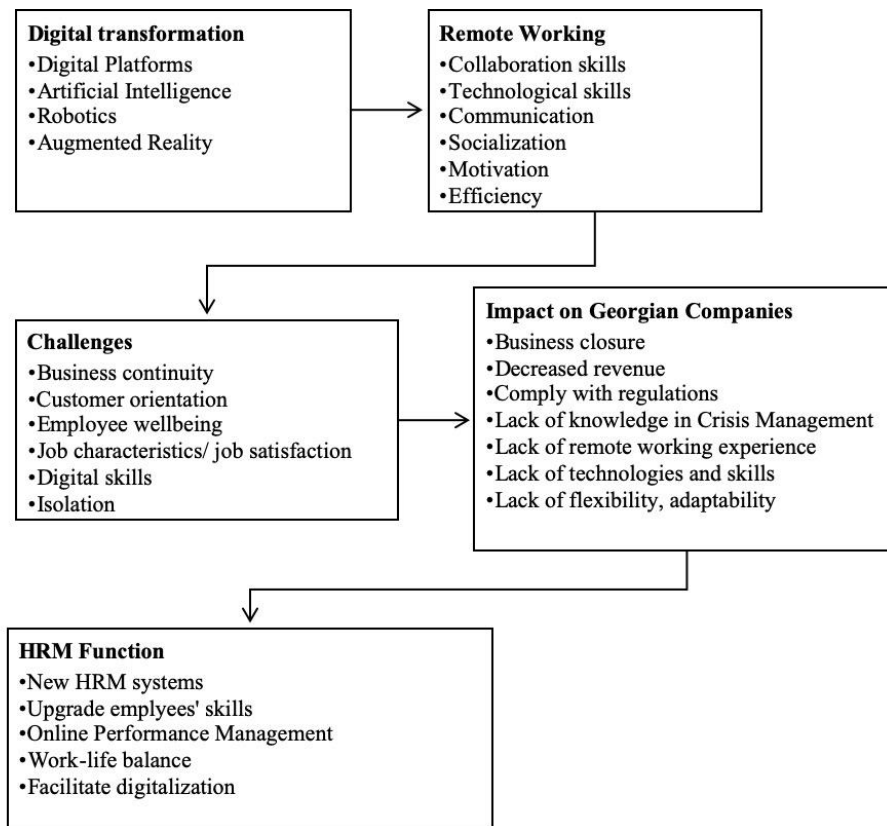 Digital transformation
•Digital Platforms
•Artificial Intelligence
•Robotics
•Augmented Reality
Remote Working
•Collaboration skills
•Technological skills
•Communication
•Socialization
•Motivation
•Efficiency
Challenges
•Business continuity
•Customer orientation
•Employee wellbeing
•Job characteristics/ job satisfaction
•Digital skills
•Isolation
Impact on Georgian Companies
•Business closure
•Decreased revenue
•Comply with regulations
•Lack of knowledge in Crisis Management
•Lack of remote working experience
•Lack of technologies and skills
•Lack of flexibility, adaptability
HRM Function
•New HRM systems
•Upgrade emplyees' skills
•Online Performance Management
•Work-life balance
•Facilitate digitalization